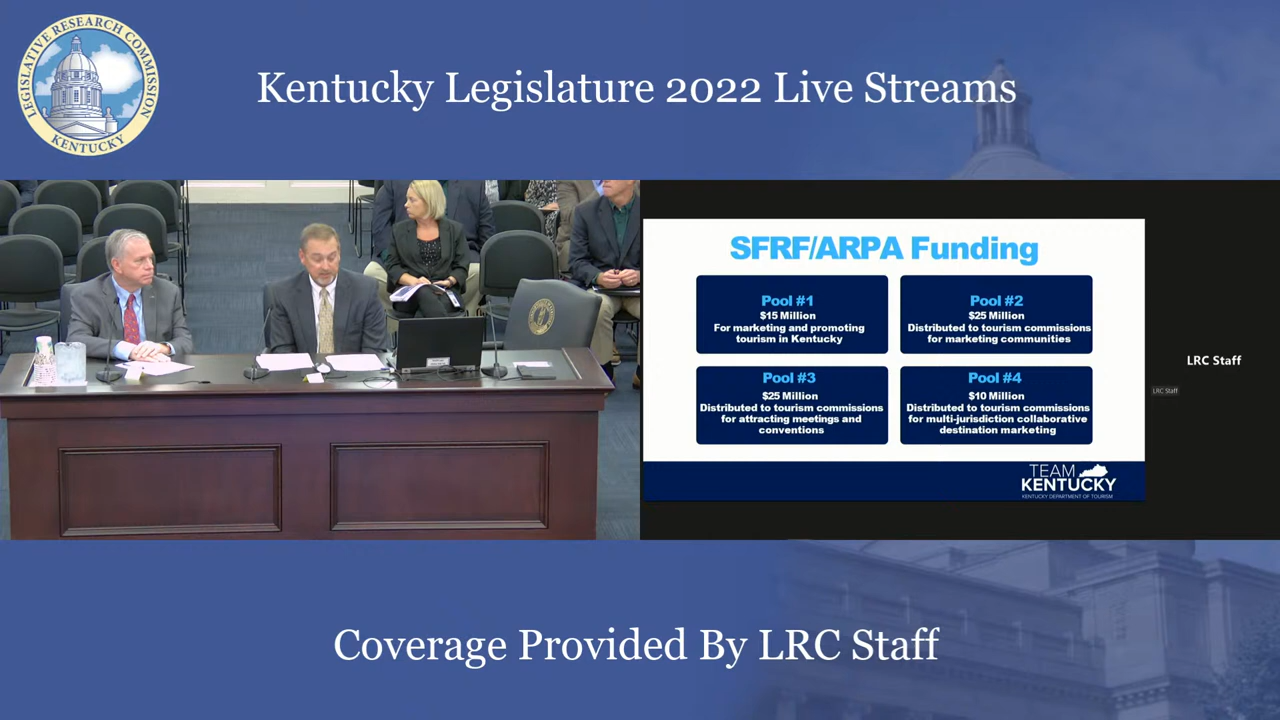 LEGISLATIVE RESEARCH COMMISSION
KENTUCKY
Kentucky Legislature 2022 Live Streams
SFRF/ARPA Funding
Pool #1
$15 Million
For marketing and promoting
tourism in Kentucky
Pool #2
$25 Million
Distributed to tourism commissions
for marketing communities
Pool #3
$25 Million
Distributed to tourism commissions
for attracting meetings and
conventions
Pool #4
$10 Million
Distributed to tourism commissions
for multi-jurisdiction collaborative
destination marketing
TEAM
KENTUCKY
KENTUCKY DEPARTMENT OF TOURISM
LRC Staff
LRC Staff
Coverage Provided By LRC Staff